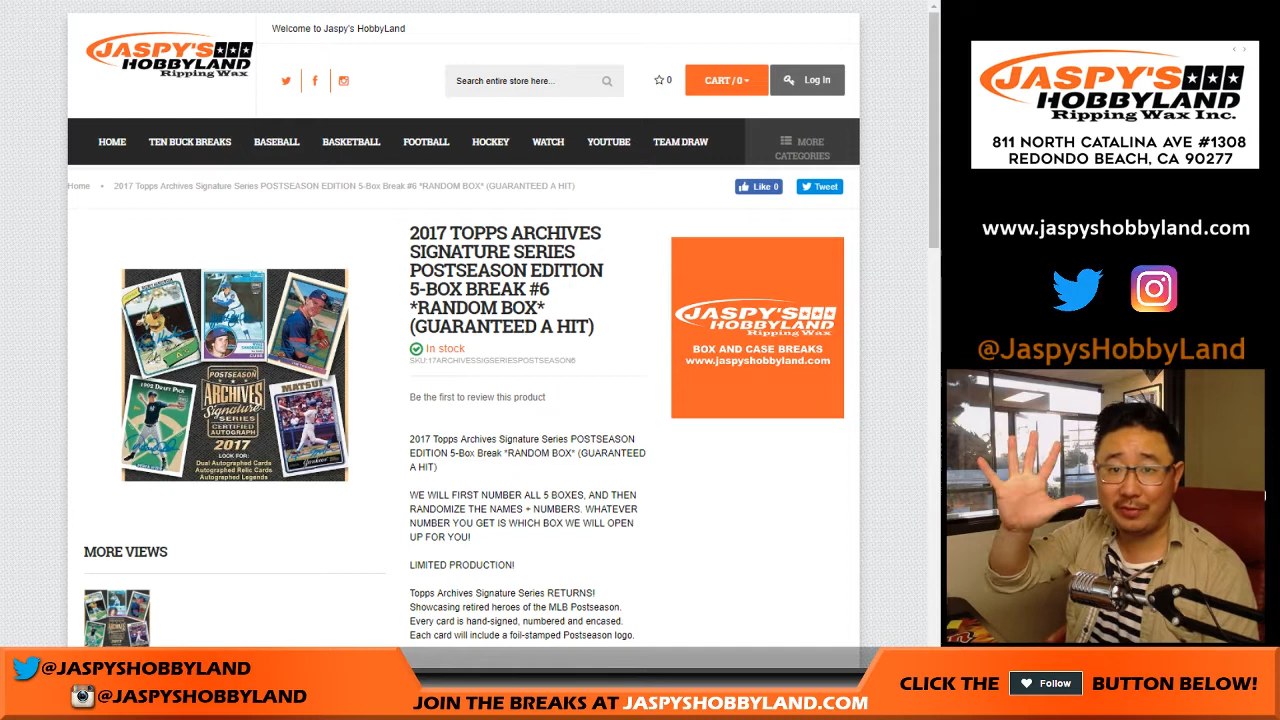 JASPY'S
HOBBYLAND
Ripping Wax
Welcome to Jaspy's HobbyLand
Search entire store here...
0
CART / 0
Log In
HOME TEN BUCK BREAKS BASEBALL BASKETBALL FOOTBALL HOCKEY WATCH YOUTUBE TEAM DRAW
MORE
CATEGORIES
Home • 2017 Topps Archives Signature Series POSTSEASON EDITION 5-Box Break #6 *RANDOM BOX* (GUARANTEED A HIT)
Like 0
Tweet
2017 TOPPS ARCHIVES
SIGNATURE SERIES
POSTSEASON EDITION
5-BOX BREAK #6
*RANDOM BOX*
(GUARANTEED A HIT)
In stock
SKU:17ARCHIVESSIGSERIESPOSTSEASON6
Be the first to review this product
2017 Topps Archives Signature Series POSTSEASON
EDITION 5-Box Break *RANDOM BOX* (GUARANTEED
A HIT)
WE WILL FIRST NUMBER ALL 5 BOXES, AND THEN
RANDOMIZE THE NAMES + NUMBERS. WHATEVER
NUMBER YOU GET IS WHICH BOX WE WILL OPEN
UP FOR YOU!
LIMITED PRODUCTION!
Topps Archives Signature Series RETURNS!
Showcasing retired heroes of the MLB Postseason.
Every card is hand-signed, numbered and encased.
Each card will include a foil-stamped Postseason logo.
CUBS
1992 DRAFT PICK
POSTSEASON
ARCHIVES
Signature
SERIES
CERTIFIED
AUTOGRAPH
2017
LOOK FOR:
Dual Autographed Cards
Autographed Relic Cards
Autographed Legends
MATSUI
Yankees
MORE VIEWS
JASPY'S
HOBBYLAND
Ripping Wax
BOX AND CASE BREAKS
www.jaspyshobbyland.com
JASPY'S
HOBBYLAND
Ripping Wax Inc.
811 NORTH CATALINA AVE #1308
REDONDO BEACH, CA 90277
www.jaspyshobbyland.com
@JaspysHobbyLand
@JASPYSHOBBYLAND
@JASPYSHOBBYLAND
JOIN THE BREAKS AT JASPYSHOBBYLAND.COM
CLICK THE Follow BUTTON BELOW!